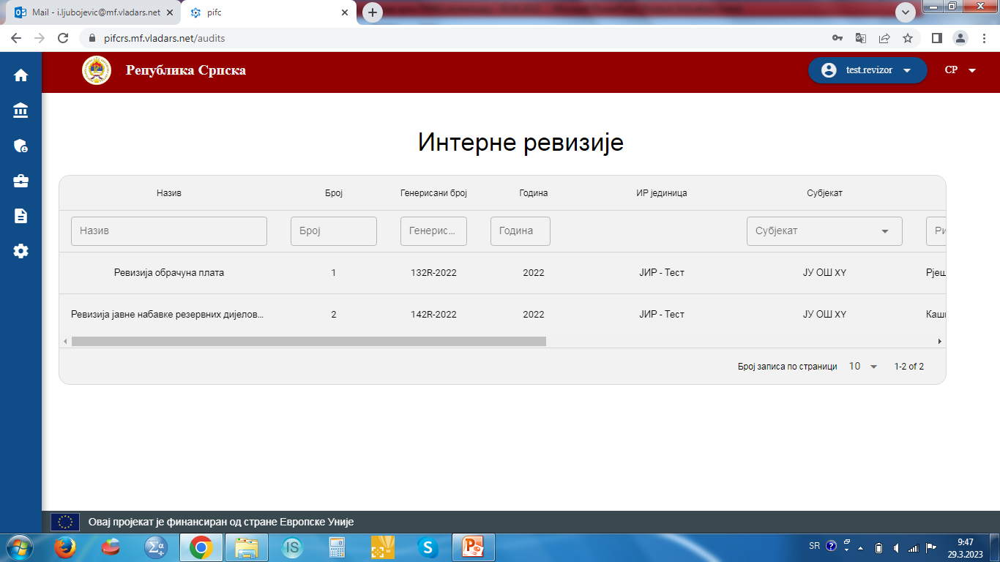 Mail - i.ljubojevic@mf.vladars.net
pifc
pifcrs.mf.vladars.net/audits
Република Српска
test.revizor
СР
Интерне ревизије
Назив Број Генерисани број Година ИР јединица Субјекат
Назив Број Генерис... Година Субјекат Ри
Ревизија обрачуна плата 1 132R-2022 2022 ЈИР - Тест ЈУ ОШ XY Рјеш
Ревизија јавне набавке резервних дијелов... 2 142R-2022 2022 ЈИР - Тест ЈУ ОШ XY Каш
Број записа по страници 10 1-2 of 2
Овај пројекат је финансиран од стране Европске Уније
SR
9:47
29.3.2023